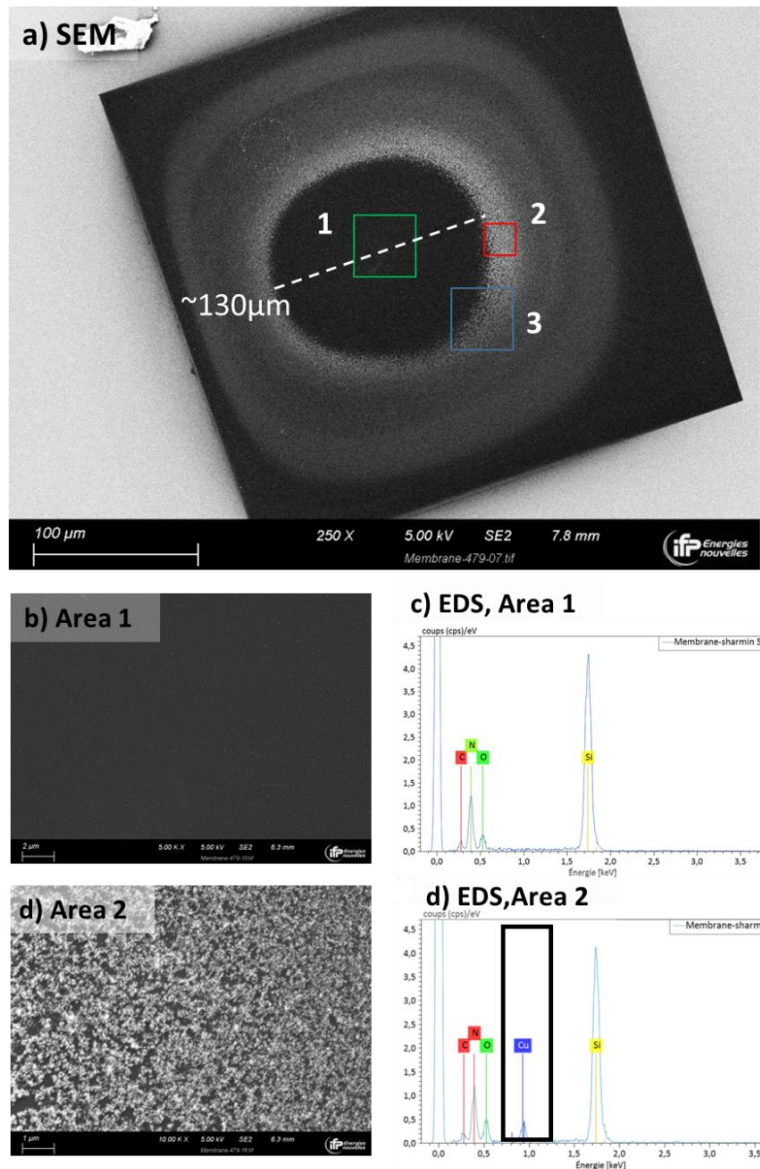 a) SEM
1
2
~130µm
3
100 µm
250 X 5.00 kV SE2 7.8 mm
Membrane-479-07.tif
ifp Energies nouvelles
b) Area 1
2 µm
5.00 K X 5.00 kV SE2 6.3 mm
ifp Energies nouvelles
c) EDS, Area 1
coups (cps)/eV
Membrane-sharmin S
4,5
4,0
3,5
3,0
2,5
2,0
1,5
1,0
0,5
0,0
C N O Si
0,0 0,5 1,0 1,5 2,0 2,5 3,0 3,5
Énergie [keV]
d) Area 2
1 µm
10.00 K X 5.00 kV SE2 6.3 mm
ifp Energies nouvelles
d) EDS,Area 2
coups (cps)/eV
Membrane-sharm
4,5
4,0
3,5
3,0
2,5
2,0
1,5
1,0
0,5
0,0
C N O Cu Si
0,0 0,5 1,0 1,5 2,0 2,5 3,0 3,5
Énergie [keV]